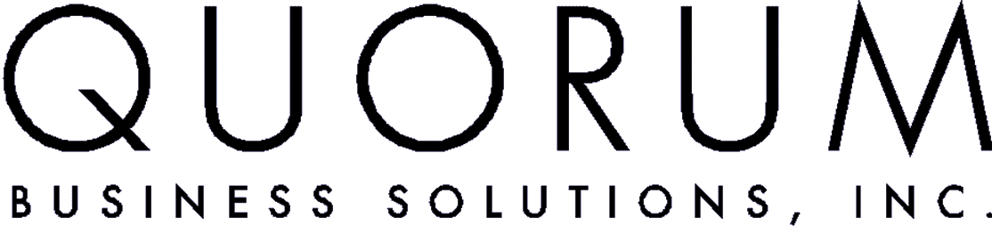 QUORUM
BUSINESS SOLUTIONS, INC.